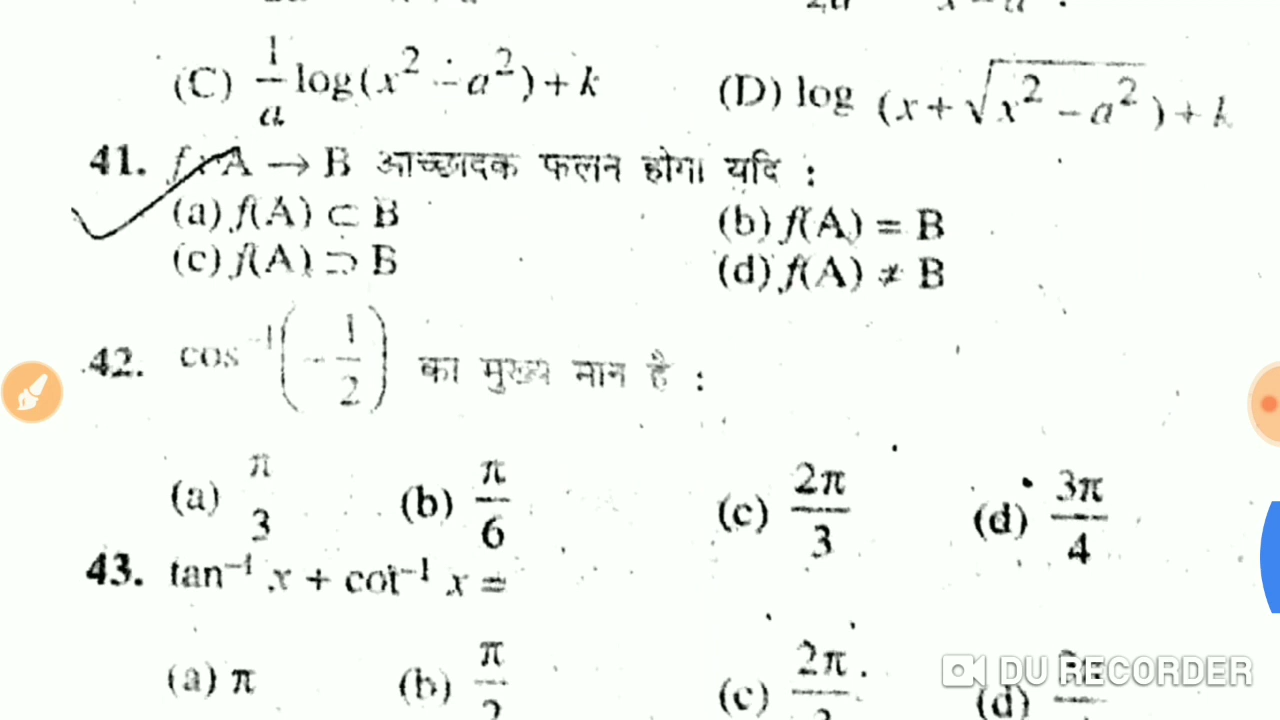 (C) 1/a log(x² - a²) + k (D) log (x + √x² - a²) + k
41. f : A → B आच्छादक फलन होगा यदि :
(a) f(A) ⊂ B (b) f(A) = B
(c) f(A) ⊃ B (d) f(A) ≠ B
42. cos⁻¹(-1/2) का मुख्य मान है :
(a) π/3 (b) π/6 (c) 2π/3 (d) 3π/4
43. tan⁻¹ x + cot⁻¹ x =
(a) π (b) π/2 (c) 2π/3 (d)
DU RECORDER